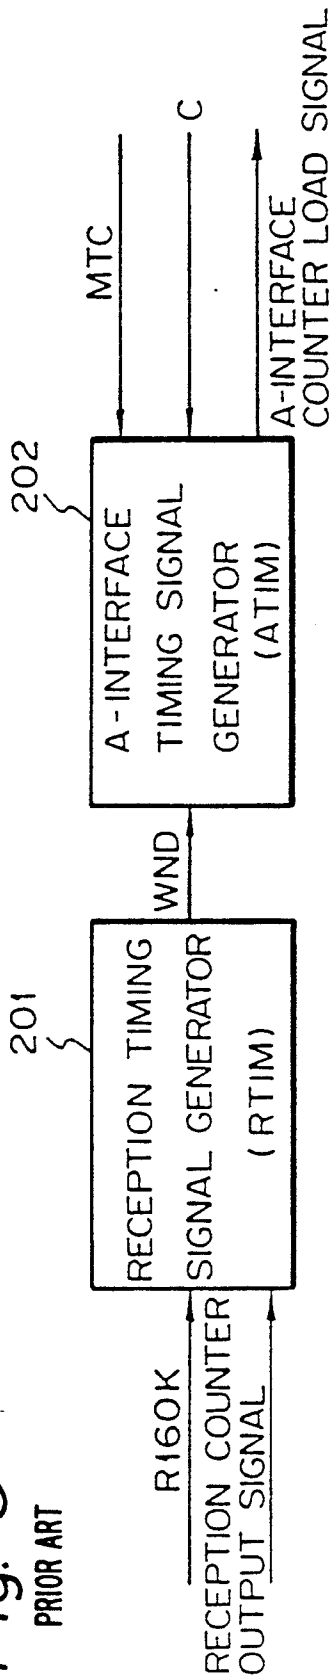 PRIOR ART
R160K
RECEPTION COUNTER
OUTPUT SIGNAL
201
RECEPTION TIMING
SIGNAL GENERATOR
(RTIM)
WND
202
A-INTERFACE
TIMING SIGNAL
GENERATOR
(ATIM)
MTC
C
A-INTERFACE
COUNTER LOAD SIGNAL